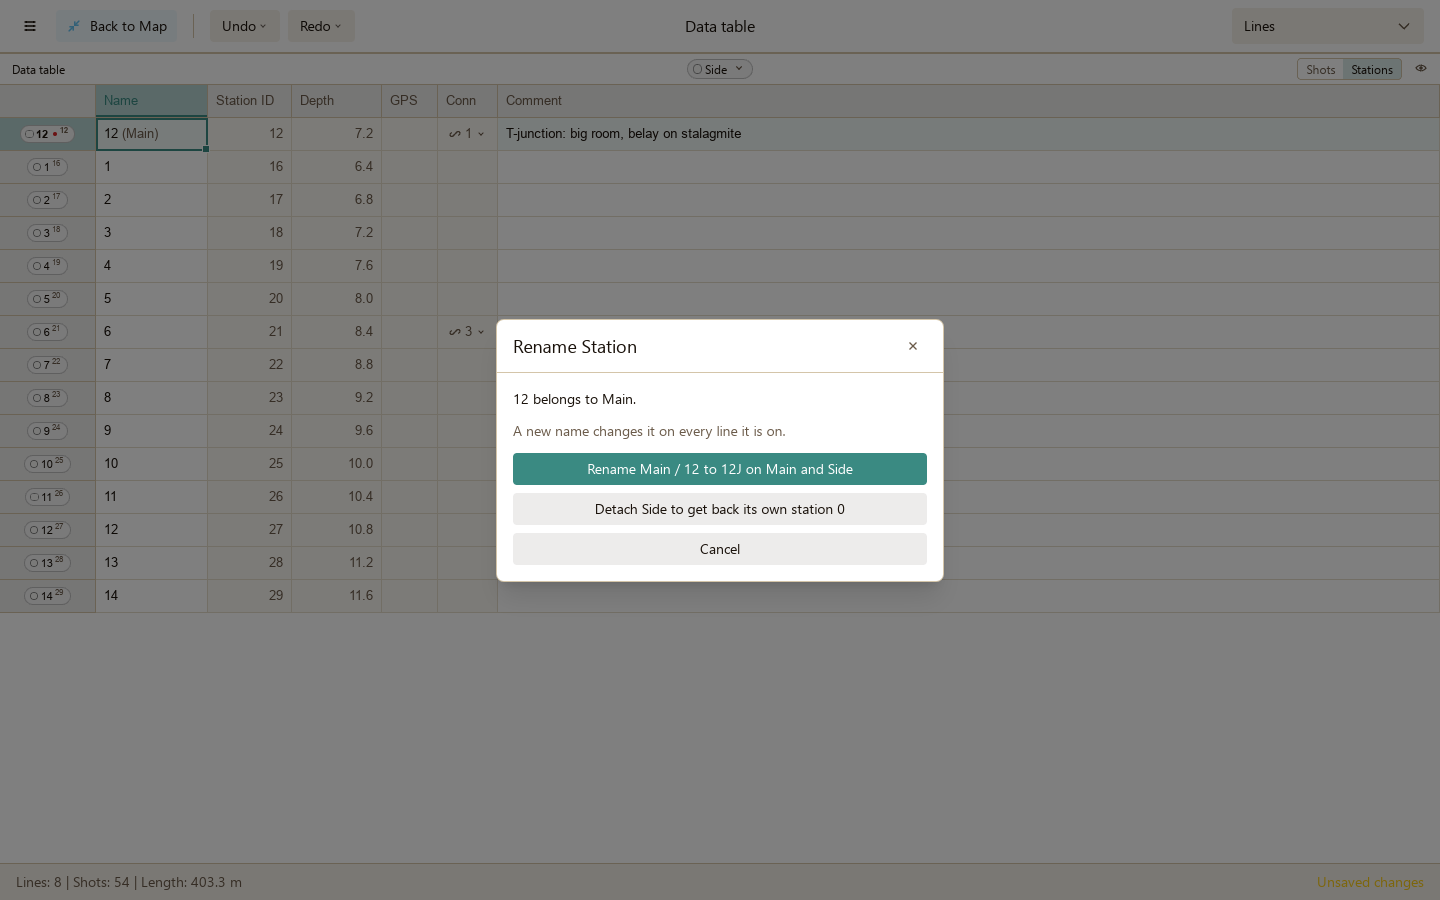 Back to Map
Undo
Redo
Data table
Lines
Data table
Side
Shots
Stations
Name Station ID Depth GPS Conn Comment
12 12 12 (Main) 12 7.2 1 T-junction: big room, belay on stalagmite
1 16 1 16 6.4
2 17 2 17 6.8
3 18 3 18 7.2
4 19 4 19 7.6
5 20 5 20 8.0
6 21 6 21 8.4 3
7 22 7 22 8.8
8 23 8 23 9.2
9 24 9 24 9.6
10 25 10 25 10.0
11 26 11 26 10.4
12 27 12 27 10.8
13 28 13 28 11.2
14 29 14 29 11.6
Rename Station
12 belongs to Main.
A new name changes it on every line it is on.
Rename Main / 12 to 12J on Main and Side
Detach Side to get back its own station 0
Cancel
Lines: 8 | Shots: 54 | Length: 403.3 m
Unsaved changes